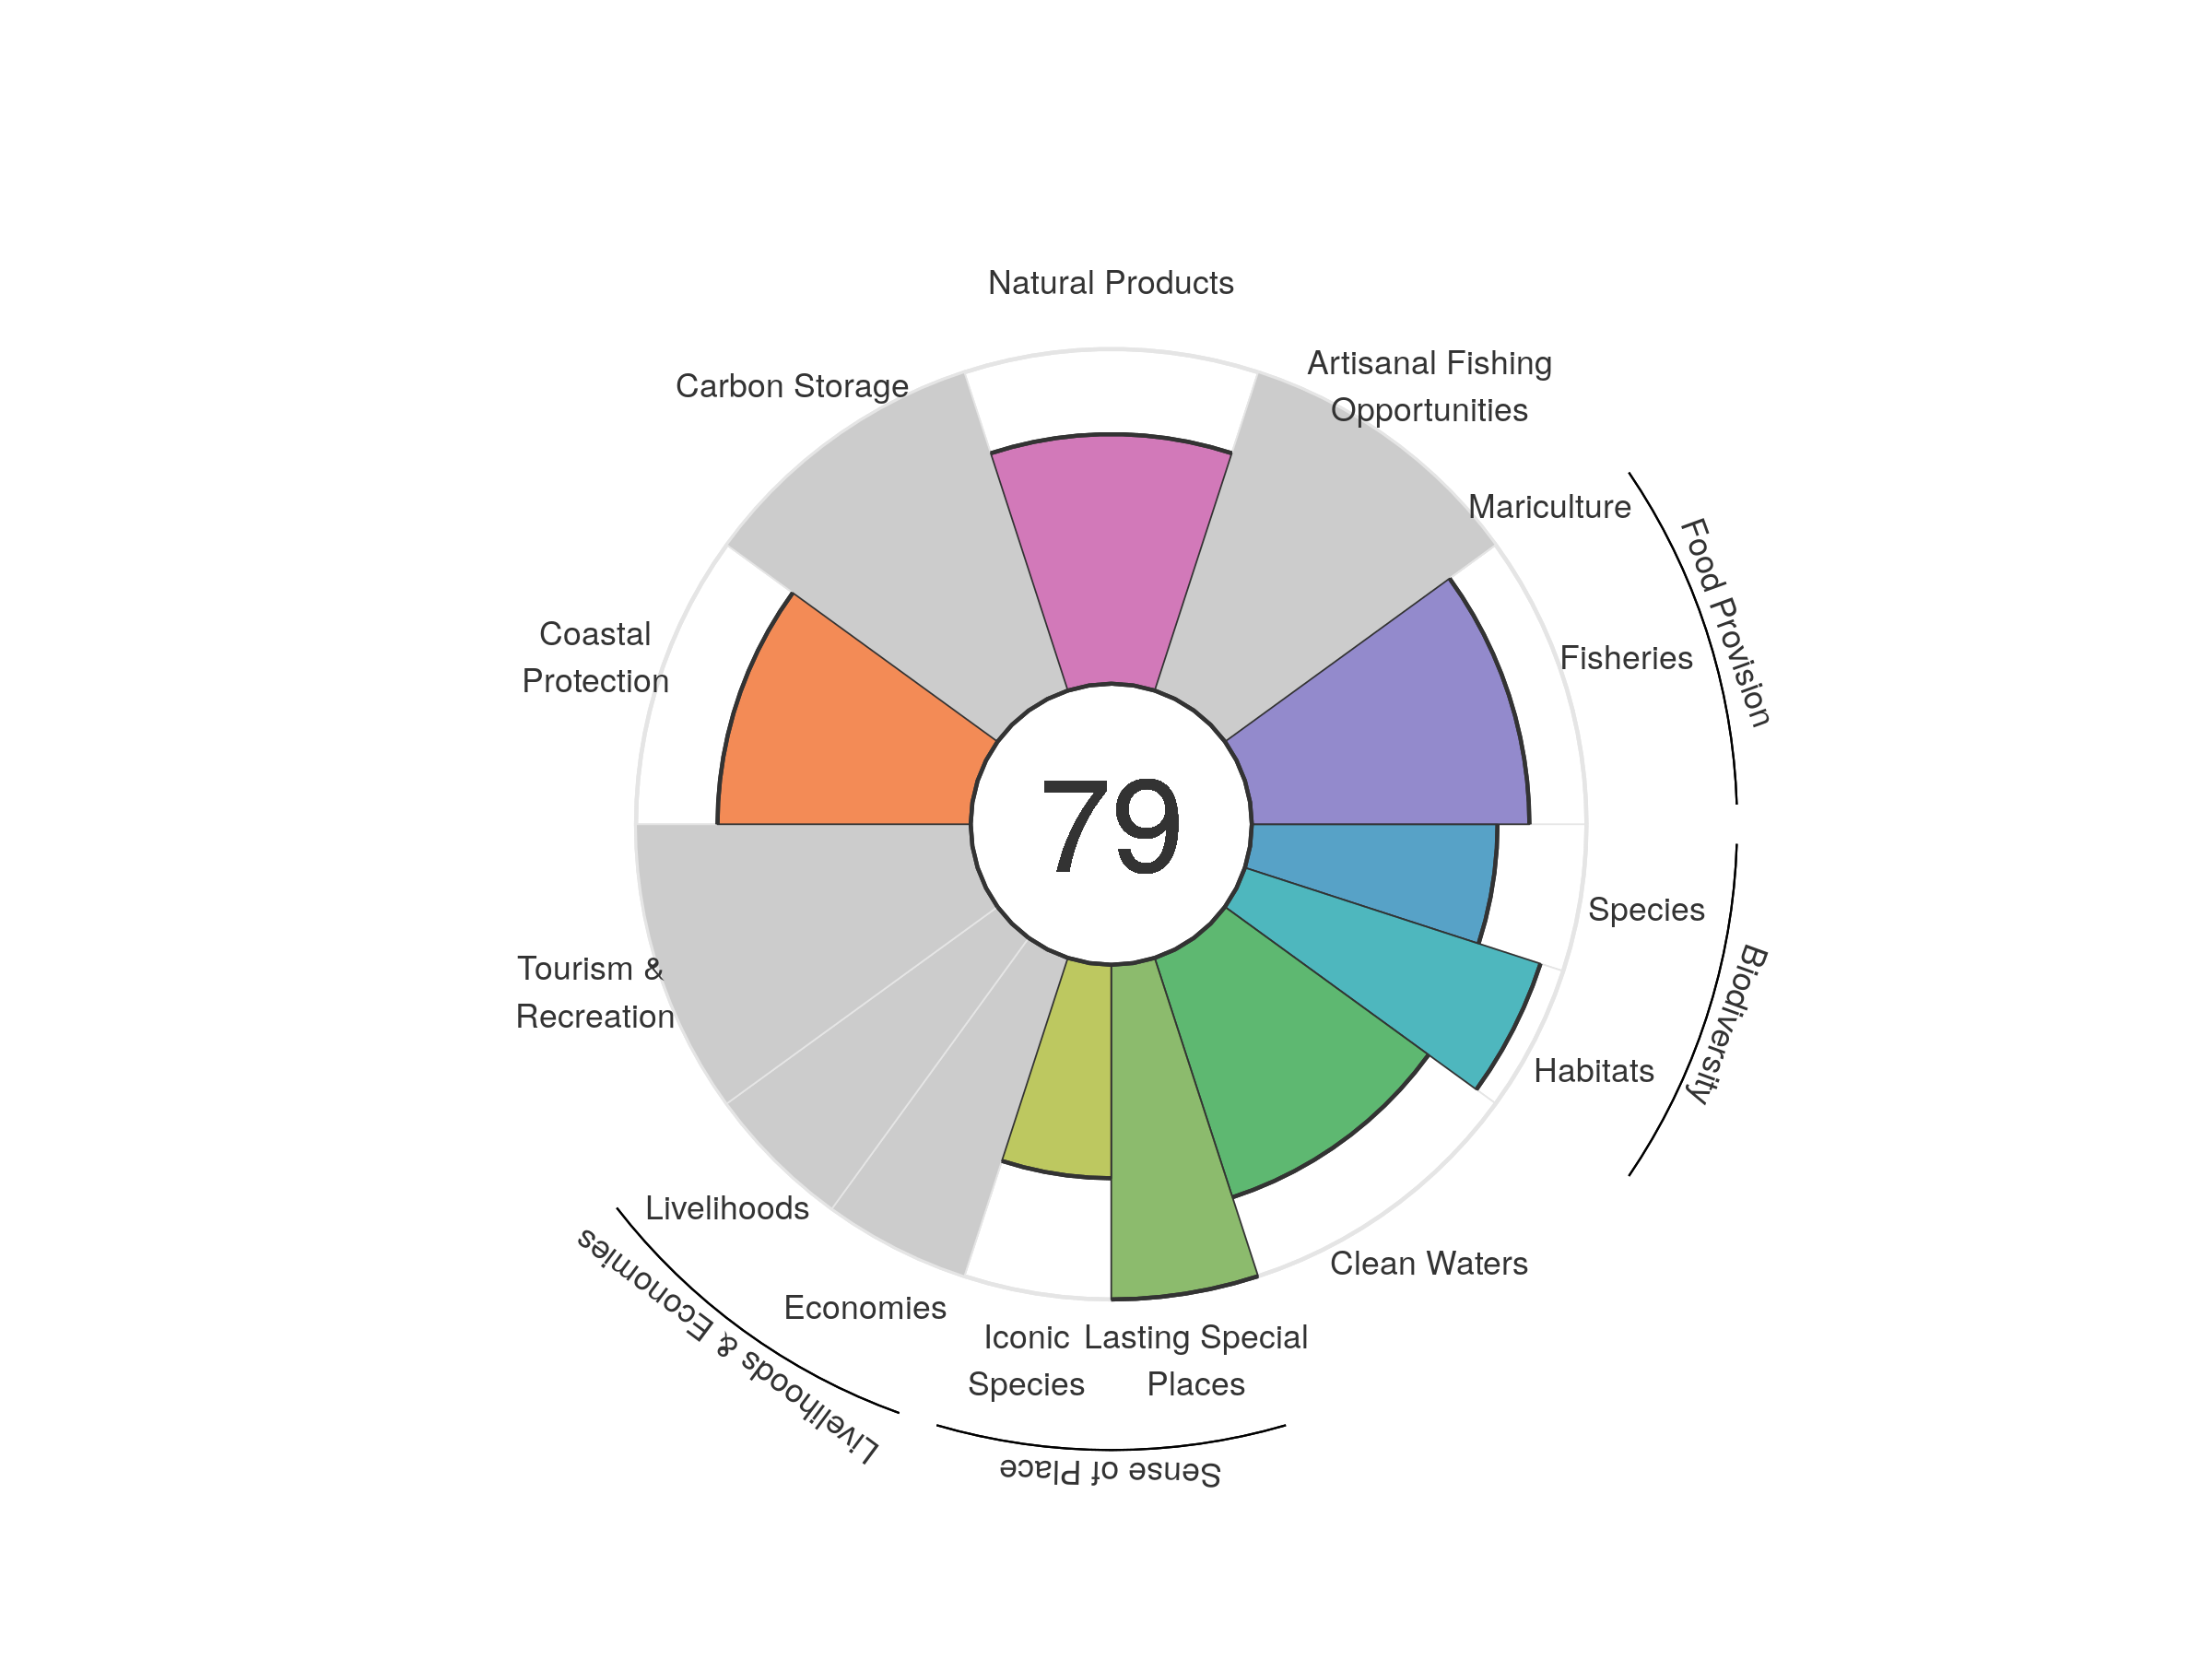 Natural Products
Artisanal Fishing
Opportunities
Carbon Storage
Mariculture
Food Provision
Fisheries
Coastal
Protection
79
Species
Biodiversity
Habitats
Tourism &
Recreation
Clean Waters
Livelihoods
Livelihoods & Economies
Economies
Iconic
Species
Lasting Special
Places
Sense of Place